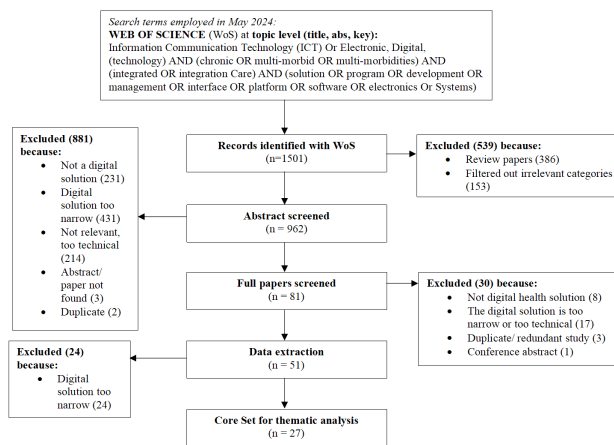 Search terms employed in May 2024:
WEB OF SCIENCE (WoS) at topic level (title, abs, key):
Information Communication Technology (ICT) Or Electronic, Digital,
(technology) AND (chronic OR multi-morbid OR multi-morbidities) AND
(integrated OR integration Care) AND (solution OR program OR development OR
management OR interface OR platform OR software OR electronics Or Systems)
Records identified with WoS
(n=1501)
Excluded (539) because:
• Review papers (386)
• Filtered out irrelevant categories
(153)
Excluded (881)
because:
• Not a digital
solution (231)
• Digital
solution too
narrow (431)
• Not relevant,
too technical
(214)
• Abstract/
paper not
found (3)
• Duplicate (2)
Abstract screened
(n = 962)
Full papers screened
(n = 81)
Excluded (30) because:
• Not digital health solution (8)
• The digital solution is too
narrow or too technical (17)
• Duplicate/ redundant study (3)
• Conference abstract (1)
Data extraction
(n = 51)
Excluded (24)
because:
• Digital
solution too
narrow (24)
Core Set for thematic analysis
(n = 27)